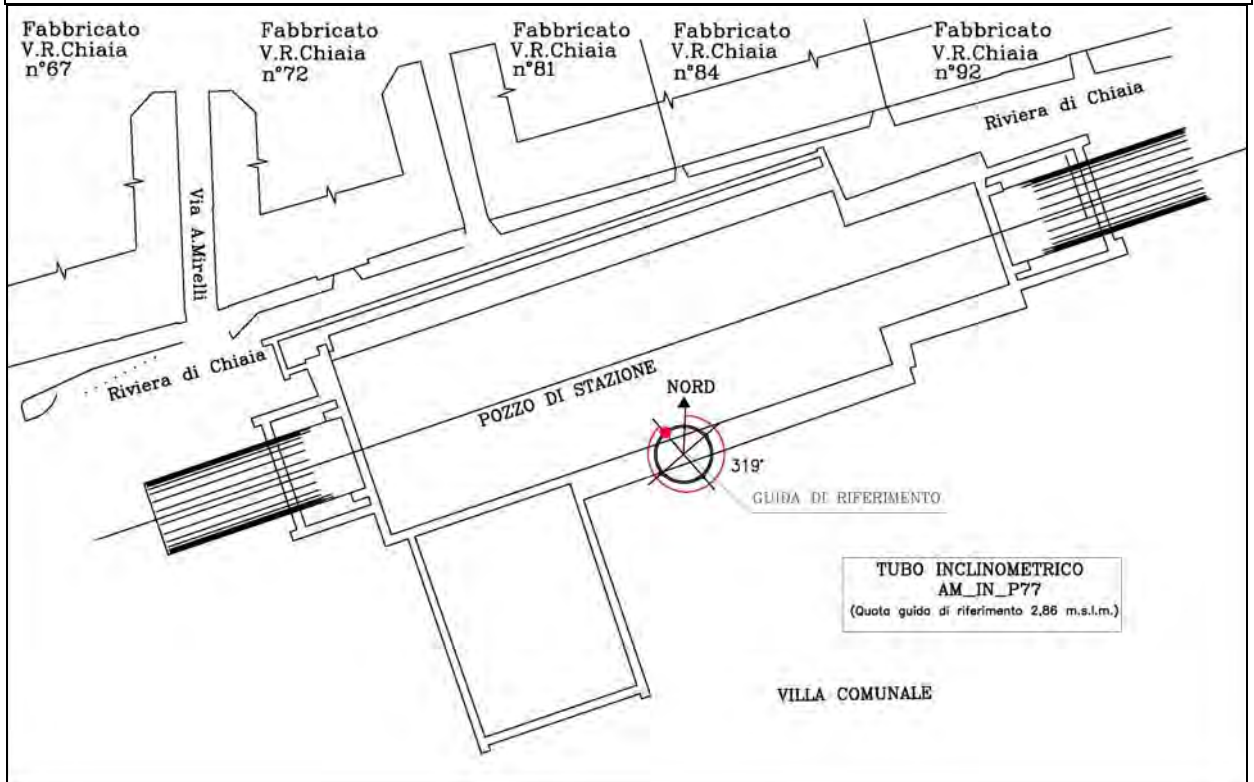 Fabbricato
V.R.Chiaia
n°67
Fabbricato
V.R.Chiaia
n°72
Fabbricato
V.R.Chiaia
n°81
Fabbricato
V.R.Chiaia
n°84
Fabbricato
V.R.Chiaia
n°92
Riviera di Chiaia
Via A.Mirelli
Riviera di Chiaia
POZZO DI STAZIONE
NORD
319°
GUIDA DI RIFERIMENTO
TUBO INCLINOMETRICO
AM_IN_P77
(Quota guida di riferimento 2,86 m.s.l.m.)
VILLA COMUNALE